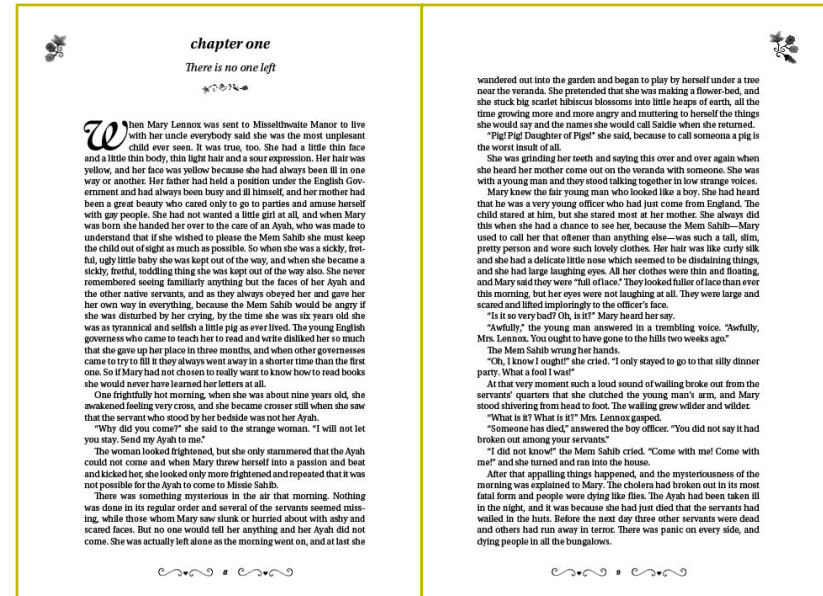 chapter one
There is no one left
When Mary Lennox was sent to Misselthwaite Manor to live
with her uncle everybody said she was the most unplesant
child ever seen. It was true, too. She had a little thin face
and a little thin body, thin light hair and a sour expression. Her hair was
yellow, and her face was yellow because she had always been ill in one
way or another. Her father had held a position under the English Gov-
ernment and had always been busy and ill himself, and her mother had
been a great beauty who cared only to go to parties and amuse herself
with gay people. She had not wanted a little girl at all, and when Mary
was born she handed her over to the care of an Ayah, who was made to
understand that if she wished to please the Mem Sahib she must keep
the child out of sight as much as possible. So when she was a sickly, fret-
ful, ugly little baby she was kept out of the way, and when she became a
sickly, fretful, toddling thing she was kept out of the way also. She never
remembered seeing familiarly anything but the faces of her Ayah and
the other native servants, and as they always obeyed her and gave her
her own way in everything, because the Mem Sahib would be angry if
she was disturbed by her crying, by the time she was six years old she
was as tyrannical and selfish a little pig as ever lived. The young English
governess who came to teach her to read and write disliked her so much
that she gave up her place in three months, and when other governesses
came to try to fill it they always went away in a shorter time than the first
one. So if Mary had not chosen to really want to know how to read books
she would never have learned her letters at all.
One frightfully hot morning, when she was about nine years old, she
awakened feeling very cross, and she became crosser still when she saw
that the servant who stood by her bedside was not her Ayah.
"Why did you come?" she said to the strange woman. "I will not let
you stay. Send my Ayah to me."
The woman looked frightened, but she only stammered that the Ayah
could not come and when Mary threw herself into a passion and beat
and kicked her, she looked only more frightened and repeated that it was
not possible for the Ayah to come to Missie Sahib.
There was something mysterious in the air that morning. Nothing
was done in its regular order and several of the servants seemed miss-
ing, while those whom Mary saw slunk or hurried about with ashy and
scared faces. But no one would tell her anything and her Ayah did not
come. She was actually left alone as the morning went on, and at last she
8
wandered out into the garden and began to play by herself under a tree
near the veranda. She pretended that she was making a flower-bed, and
she stuck big scarlet hibiscus blossoms into little heaps of earth, all the
time growing more and more angry and muttering to herself the things
she would say and the names she would call Saidie when she returned.
"Pig! Pig! Daughter of Pigs!" she said, because to call someona a pig is
the worst insult of all.
She was grinding her teeth and saying this over and over again when
she heard her mother come out on the veranda with someone. She was
with a young man and they stood talking together in low strange voices.
Mary knew the fair young man who looked like a boy. She had heard
that he was a very young officer who had just come from England. The
child stared at him, but she stared most at her mother. She always did
this when she had a chance to see her, because the Mem Sahib—Mary
used to call her that oftener than anything else—was such a tall, slim,
pretty person and wore such lovely clothes. Her hair was like curly silk
and she had a delicate little nose which seemed to be disdaining things,
and she had large laughing eyes. All her clothes were thin and floating,
and Mary said they were "full of lace." They looked fuller of lace than ever
this morning, but her eyes were not laughing at all. They were large and
scared and lifted imploringly to the officer's face.
"Is it so very bad? Oh, is it?" Mary heard her say.
"Awfully," the young man answered in a trembling voice. "Awfully,
Mrs. Lennox. You ought to have gone to the hills two weeks ago."
The Mem Sahib wrung her hands.
"Oh, I know I ought!" she cried. "I only stayed to go to that silly dinner
party. What a fool I was!"
At that very moment such a loud sound of wailing broke out from the
servants' quarters that she clutched the young man's arm, and Mary
stood shivering from head to foot. The wailing grew wilder and wilder.
"What is it? What is it?" Mrs. Lennox gasped.
"Someone has died," answered the boy officer. "You did not say it had
broken out among your servants."
"I did not know!" the Mem Sahib cried. "Come with me! Come with
me!" and she turned and ran into the house.
After that appalling things happened, and the mysteriousness of the
morning was explained to Mary. The cholera had broken out in its most
fatal form and people were dying like flies. The Ayah had been taken ill
in the night, and it was because she had just died that the servants had
wailed in the huts. Before the next day three other servants were dead
and others had run away in terror. There was panic on every side, and
dying people in all the bungalows.
9